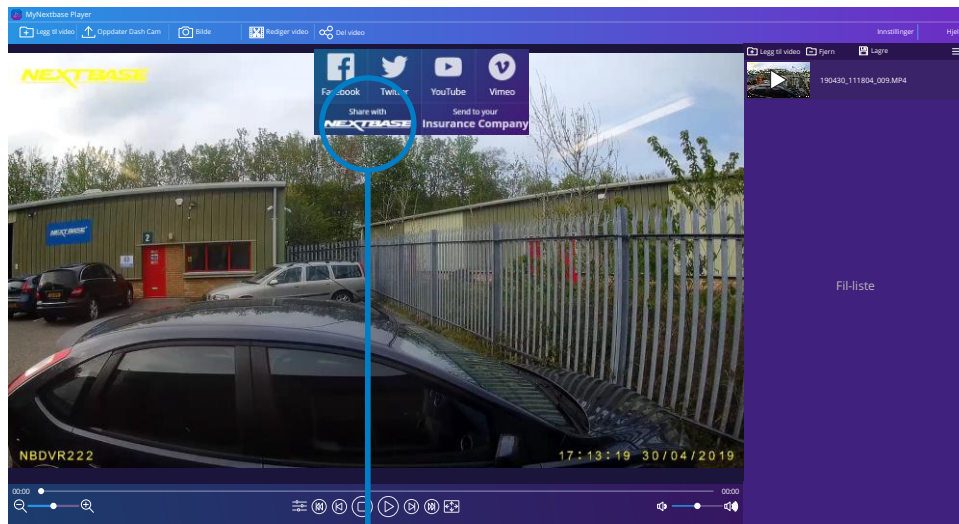 MyNextbase Player
Legg til video Oppdater Dash Cam Bilde Rediger video Del video Innstillinger Hjel
Legg til video Fjern Lagre
190430_111804_009.MP4
NEXTBASE
Facebook Twitter YouTube Vimeo
Share with
NEXTBASE
Send to your
Insurance Company
NEXTBASE
2
Fil-liste
NBDVR222
17:13:19 30/04/2019
00:00 00:00